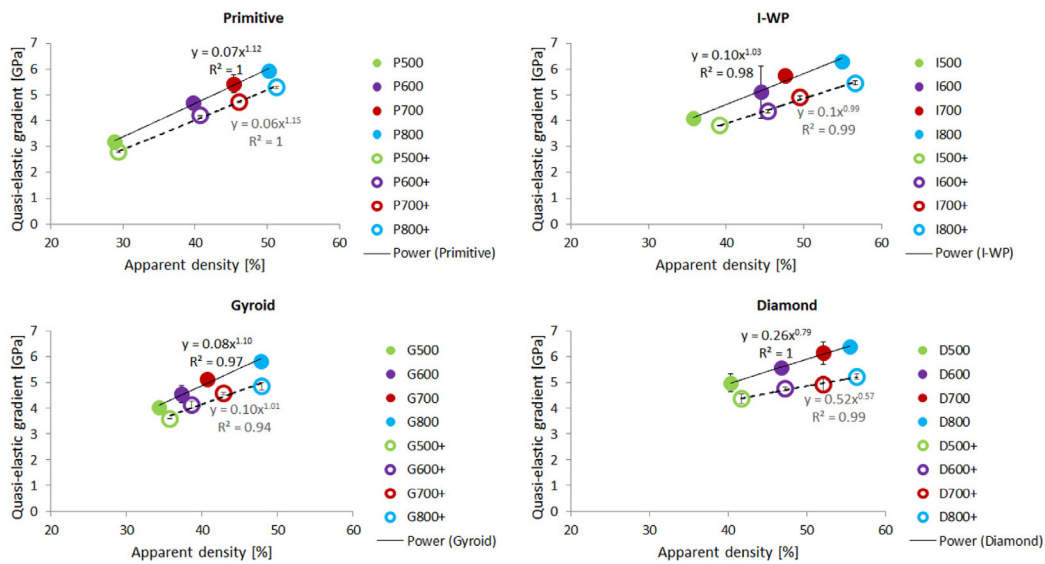 Primitive
Quasi-elastic gradient [GPa]
7
6
5
4
3
2
1
0
20 30 40 50 60
Apparent density [%]
y = 0.07x^1.12
R² = 1
y = 0.06x^1.15
R² = 1
P500
P600
P700
P800
P500+
P600+
P700+
P800+
Power (Primitive)
I-WP
Quasi-elastic gradient [GPa]
7
6
5
4
3
2
1
0
20 30 40 50 60
Apparent density [%]
y = 0.10x^1.03
R² = 0.98
y = 0.1x^0.99
R² = 0.99
I500
I600
I700
I800
I500+
I600+
I700+
I800+
Power (I-WP)
Gyroid
Quasi-elastic gradient [GPa]
7
6
5
4
3
2
1
0
20 30 40 50 60
Apparent density [%]
y = 0.08x^1.10
R² = 0.97
y = 0.10x^1.01
R² = 0.94
G500
G600
G700
G800
G500+
G600+
G700+
G800+
Power (Gyroid)
Diamond
Quasi-elastic gradient [GPa]
7
6
5
4
3
2
1
0
20 30 40 50 60
Apparent density [%]
y = 0.26x^0.79
R² = 1
y = 0.52x^0.57
R² = 0.99
D500
D600
D700
D800
D500+
D600+
D700+
D800+
Power (Diamond)